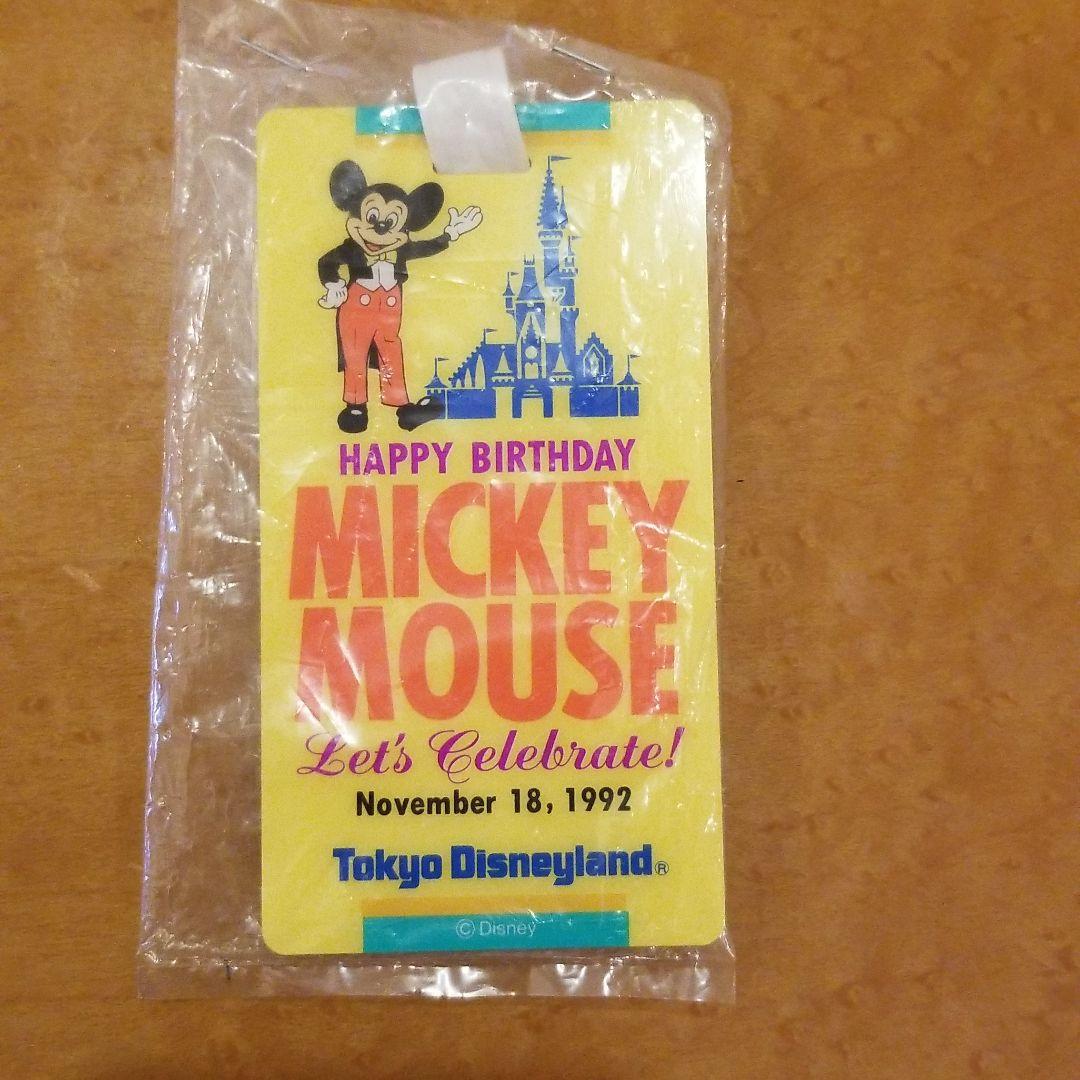 HAPPY BIRTHDAY
MICKEY
MOUSE
Let's Celebrate!
November 18, 1992
Tokyo Disneyland®
© Disney